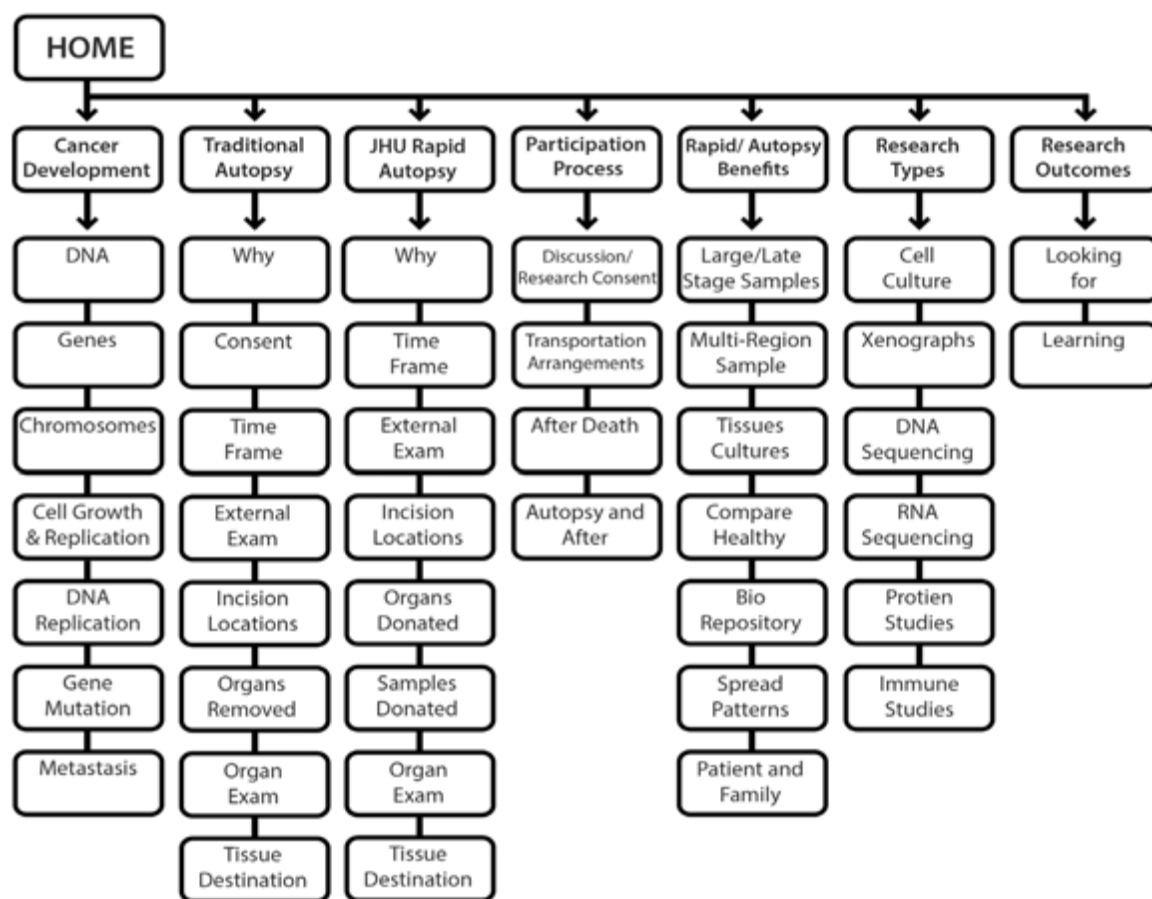 HOME
Cancer
Development
Traditional
Autopsy
JHU Rapid
Autopsy
Participation
Process
Rapid/ Autopsy
Benefits
Research
Types
Research
Outcomes
DNA
Genes
Chromosomes
Cell Growth
& Replication
DNA
Replication
Gene
Mutation
Metastasis
Why
Consent
Time
Frame
External
Exam
Incision
Locations
Organs
Removed
Organ
Exam
Tissue
Destination
Why
Time
Frame
External
Exam
Incision
Locations
Organs
Donated
Samples
Donated
Organ
Exam
Tissue
Destination
Discussion/
Research Consent
Transportation
Arrangements
After Death
Autopsy and
After
Large/Late
Stage Samples
Multi-Region
Sample
Tissues
Cultures
Compare
Healthy
Bio
Repository
Spread
Patterns
Patient and
Family
Cell
Culture
Xenographs
DNA
Sequencing
RNA
Sequencing
Protien
Studies
Immune
Studies
Looking
for
Learning